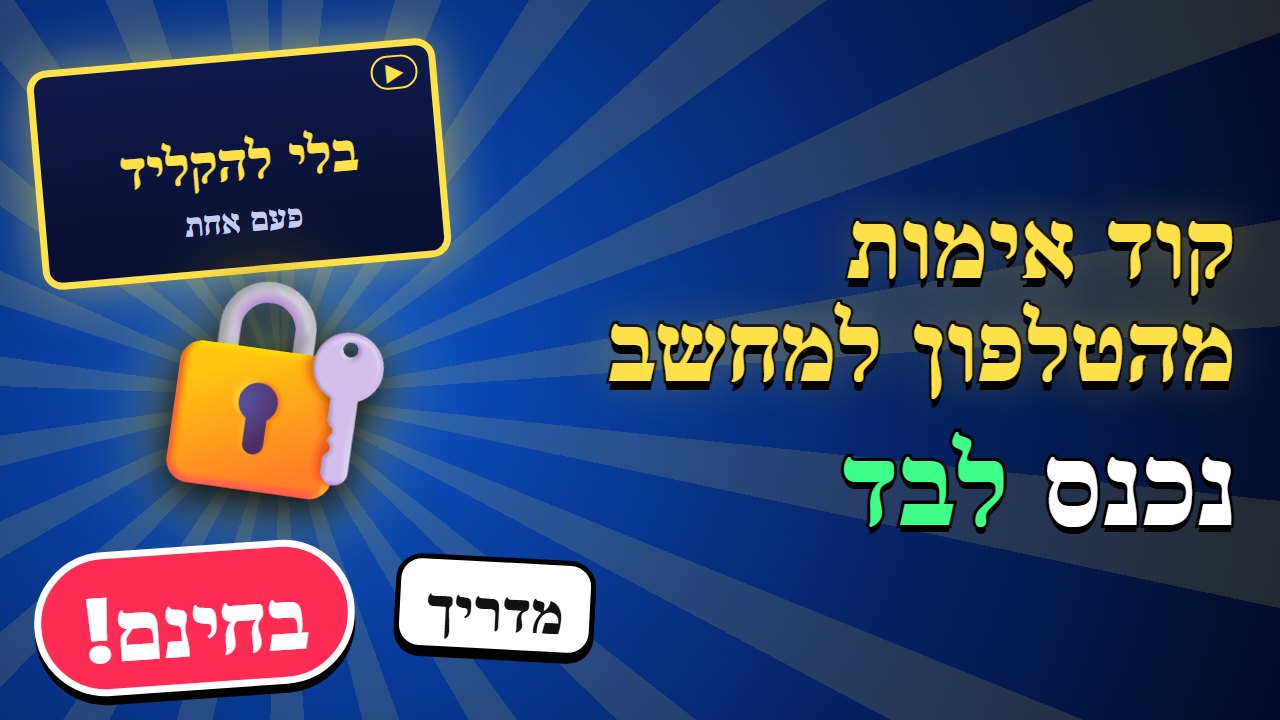 בלי להקליד
פעם אחת
קוד אימות
מהטלפון למחשב
נכנס לבד
מדריך
בחינם!